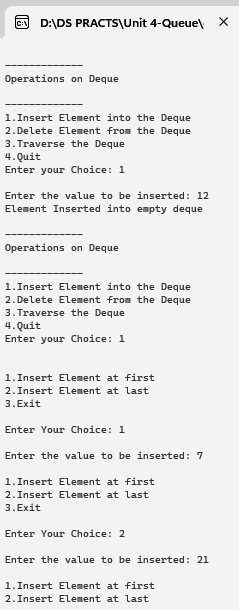 D:\DS PRACTS\Unit 4-Queue\
-------------
Operations on Deque
-------------
1.Insert Element into the Deque
2.Delete Element from the Deque
3.Traverse the Deque
4.Quit
Enter your Choice: 1
Enter the value to be inserted: 12
Element Inserted into empty deque
-------------
Operations on Deque
-------------
1.Insert Element into the Deque
2.Delete Element from the Deque
3.Traverse the Deque
4.Quit
Enter your Choice: 1
1.Insert Element at first
2.Insert Element at last
3.Exit
Enter Your Choice: 1
Enter the value to be inserted: 7
1.Insert Element at first
2.Insert Element at last
3.Exit
Enter Your Choice: 2
Enter the value to be inserted: 21
1.Insert Element at first
2.Insert Element at last